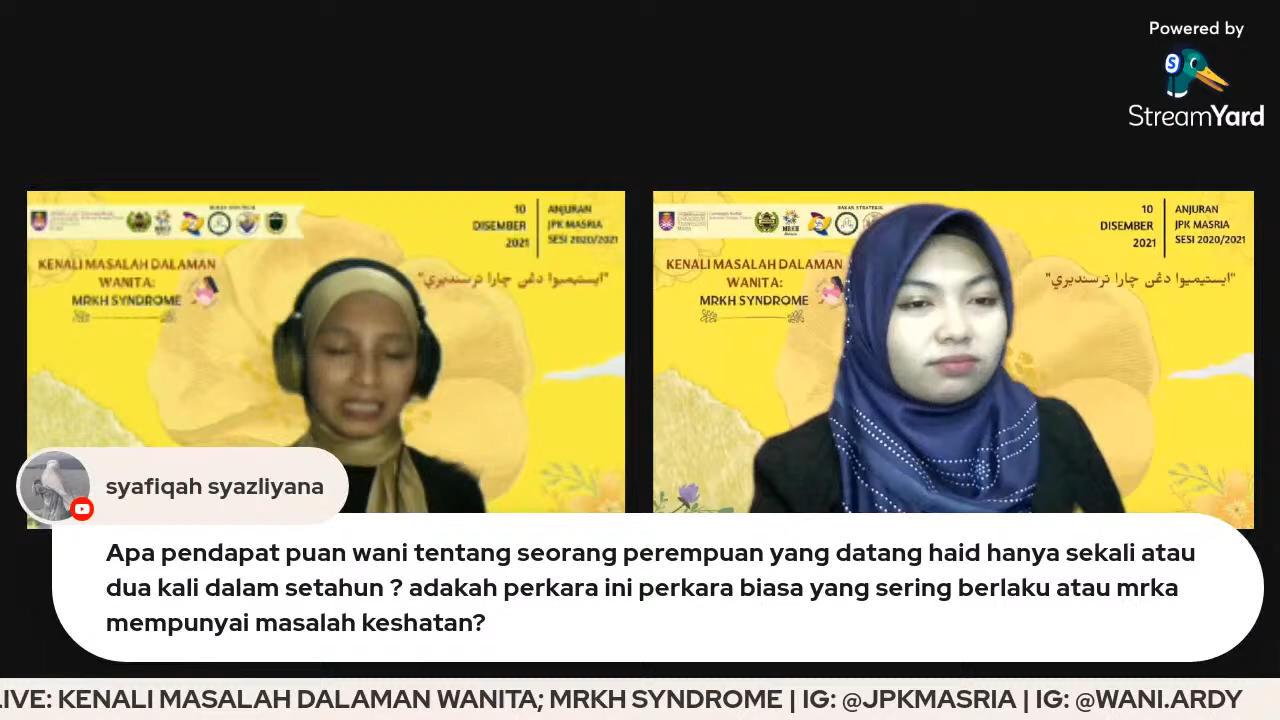 Powered by
StreamYard
10
DISEMBER
2021
ANJURAN
JPK MASRIA
SESI 2020/2021
KENALI MASALAH DALAMAN
WANITA:
MRKH SYNDROME
"ايستيميوا دڠن چارا ترسنديري"
10
DISEMBER
2021
ANJURAN
JPK MASRIA
SESI 2020/2021
KENALI MASALAH DALAMAN
WANITA:
MRKH SYNDROME
"ايستيميوا دڠن چارا ترسنديري"
syafiqah syazliyana
Apa pendapat puan wani tentang seorang perempuan yang datang haid hanya sekali atau
dua kali dalam setahun ? adakah perkara ini perkara biasa yang sering berlaku atau mrka
mempunyai masalah keshatan?
LIVE: KENALI MASALAH DALAMAN WANITA; MRKH SYNDROME | IG: @JPKMASRIA | IG: @WANI.ARDY